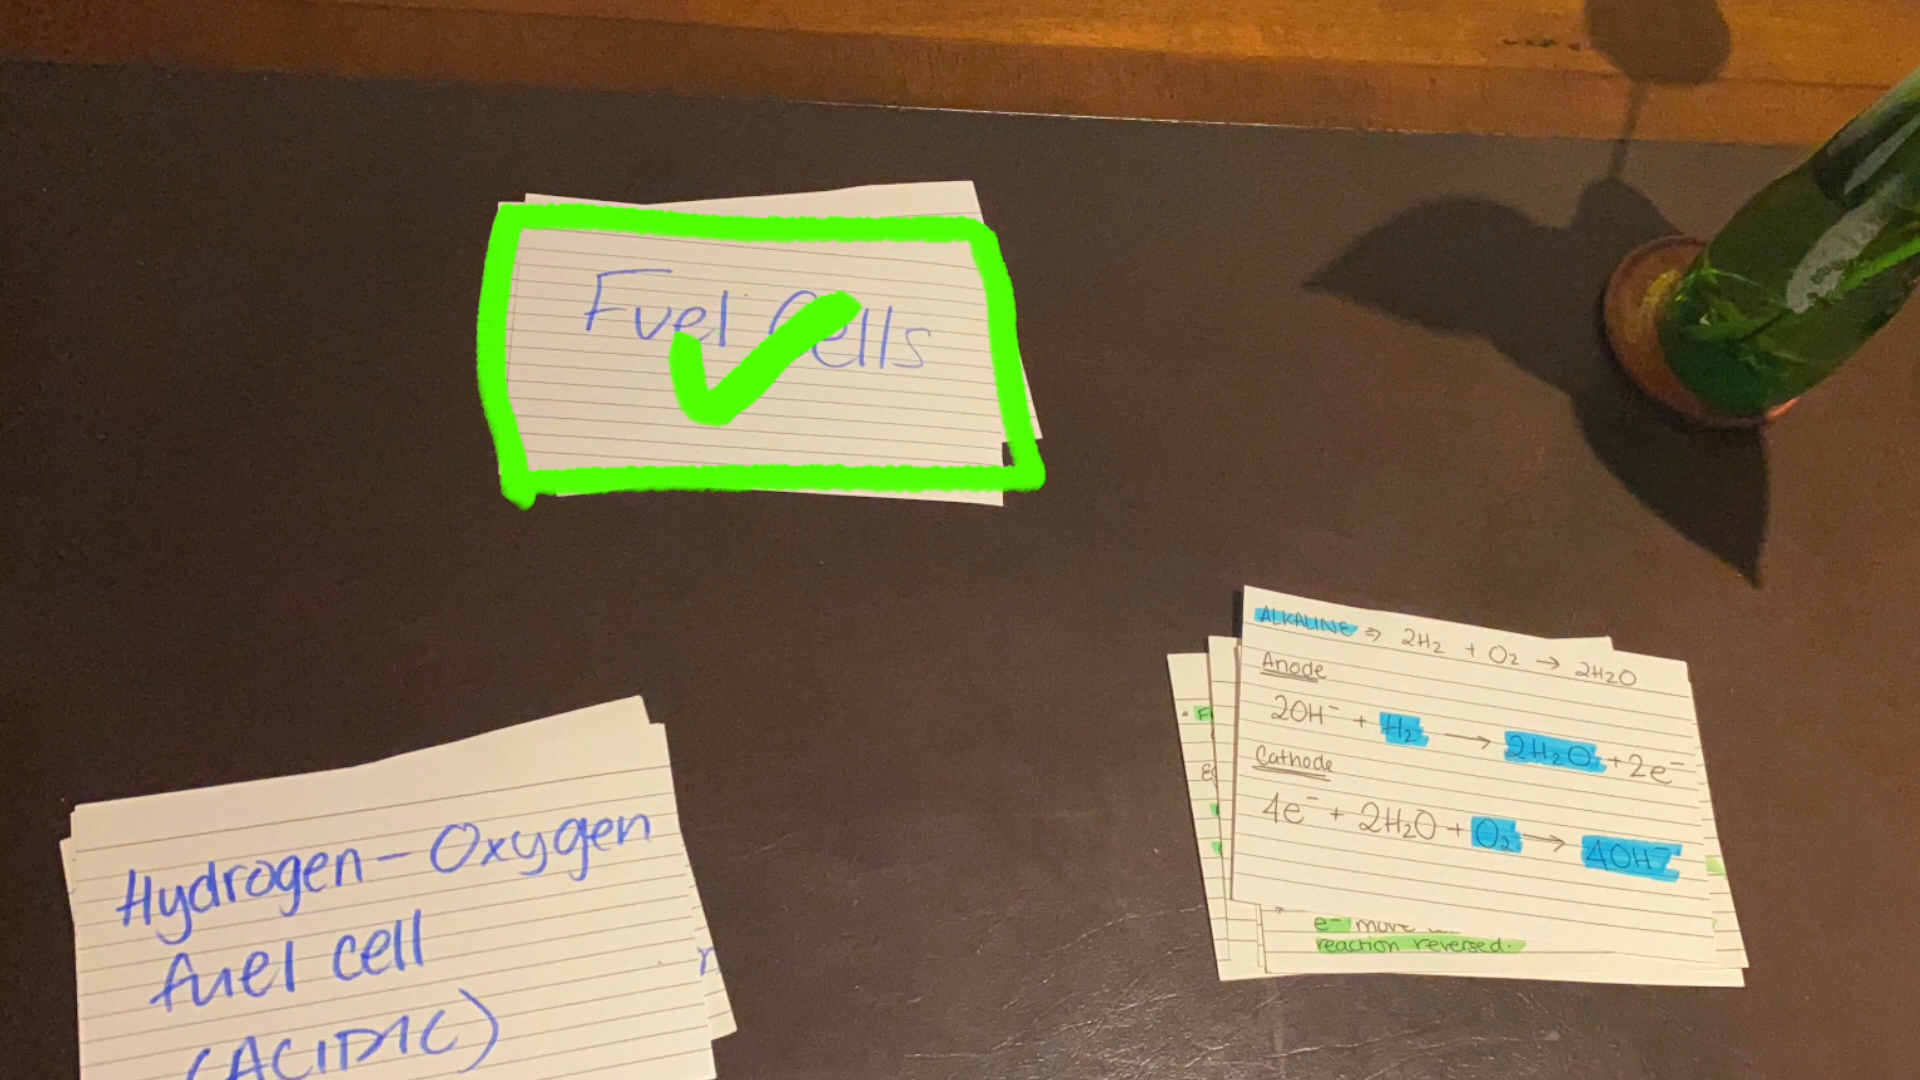 Fuel Cells
Hydrogen-Oxygen
fuel cell
(ACIDIC)
ALKALINE ⇒ 2H₂ + O₂ → 2H₂O
Anode
2OH⁻ + H₂ → 2H₂O + 2e⁻
Cathode
4e⁻ + 2H₂O + O₂ → 4OH⁻
e⁻ move
reaction reversed.